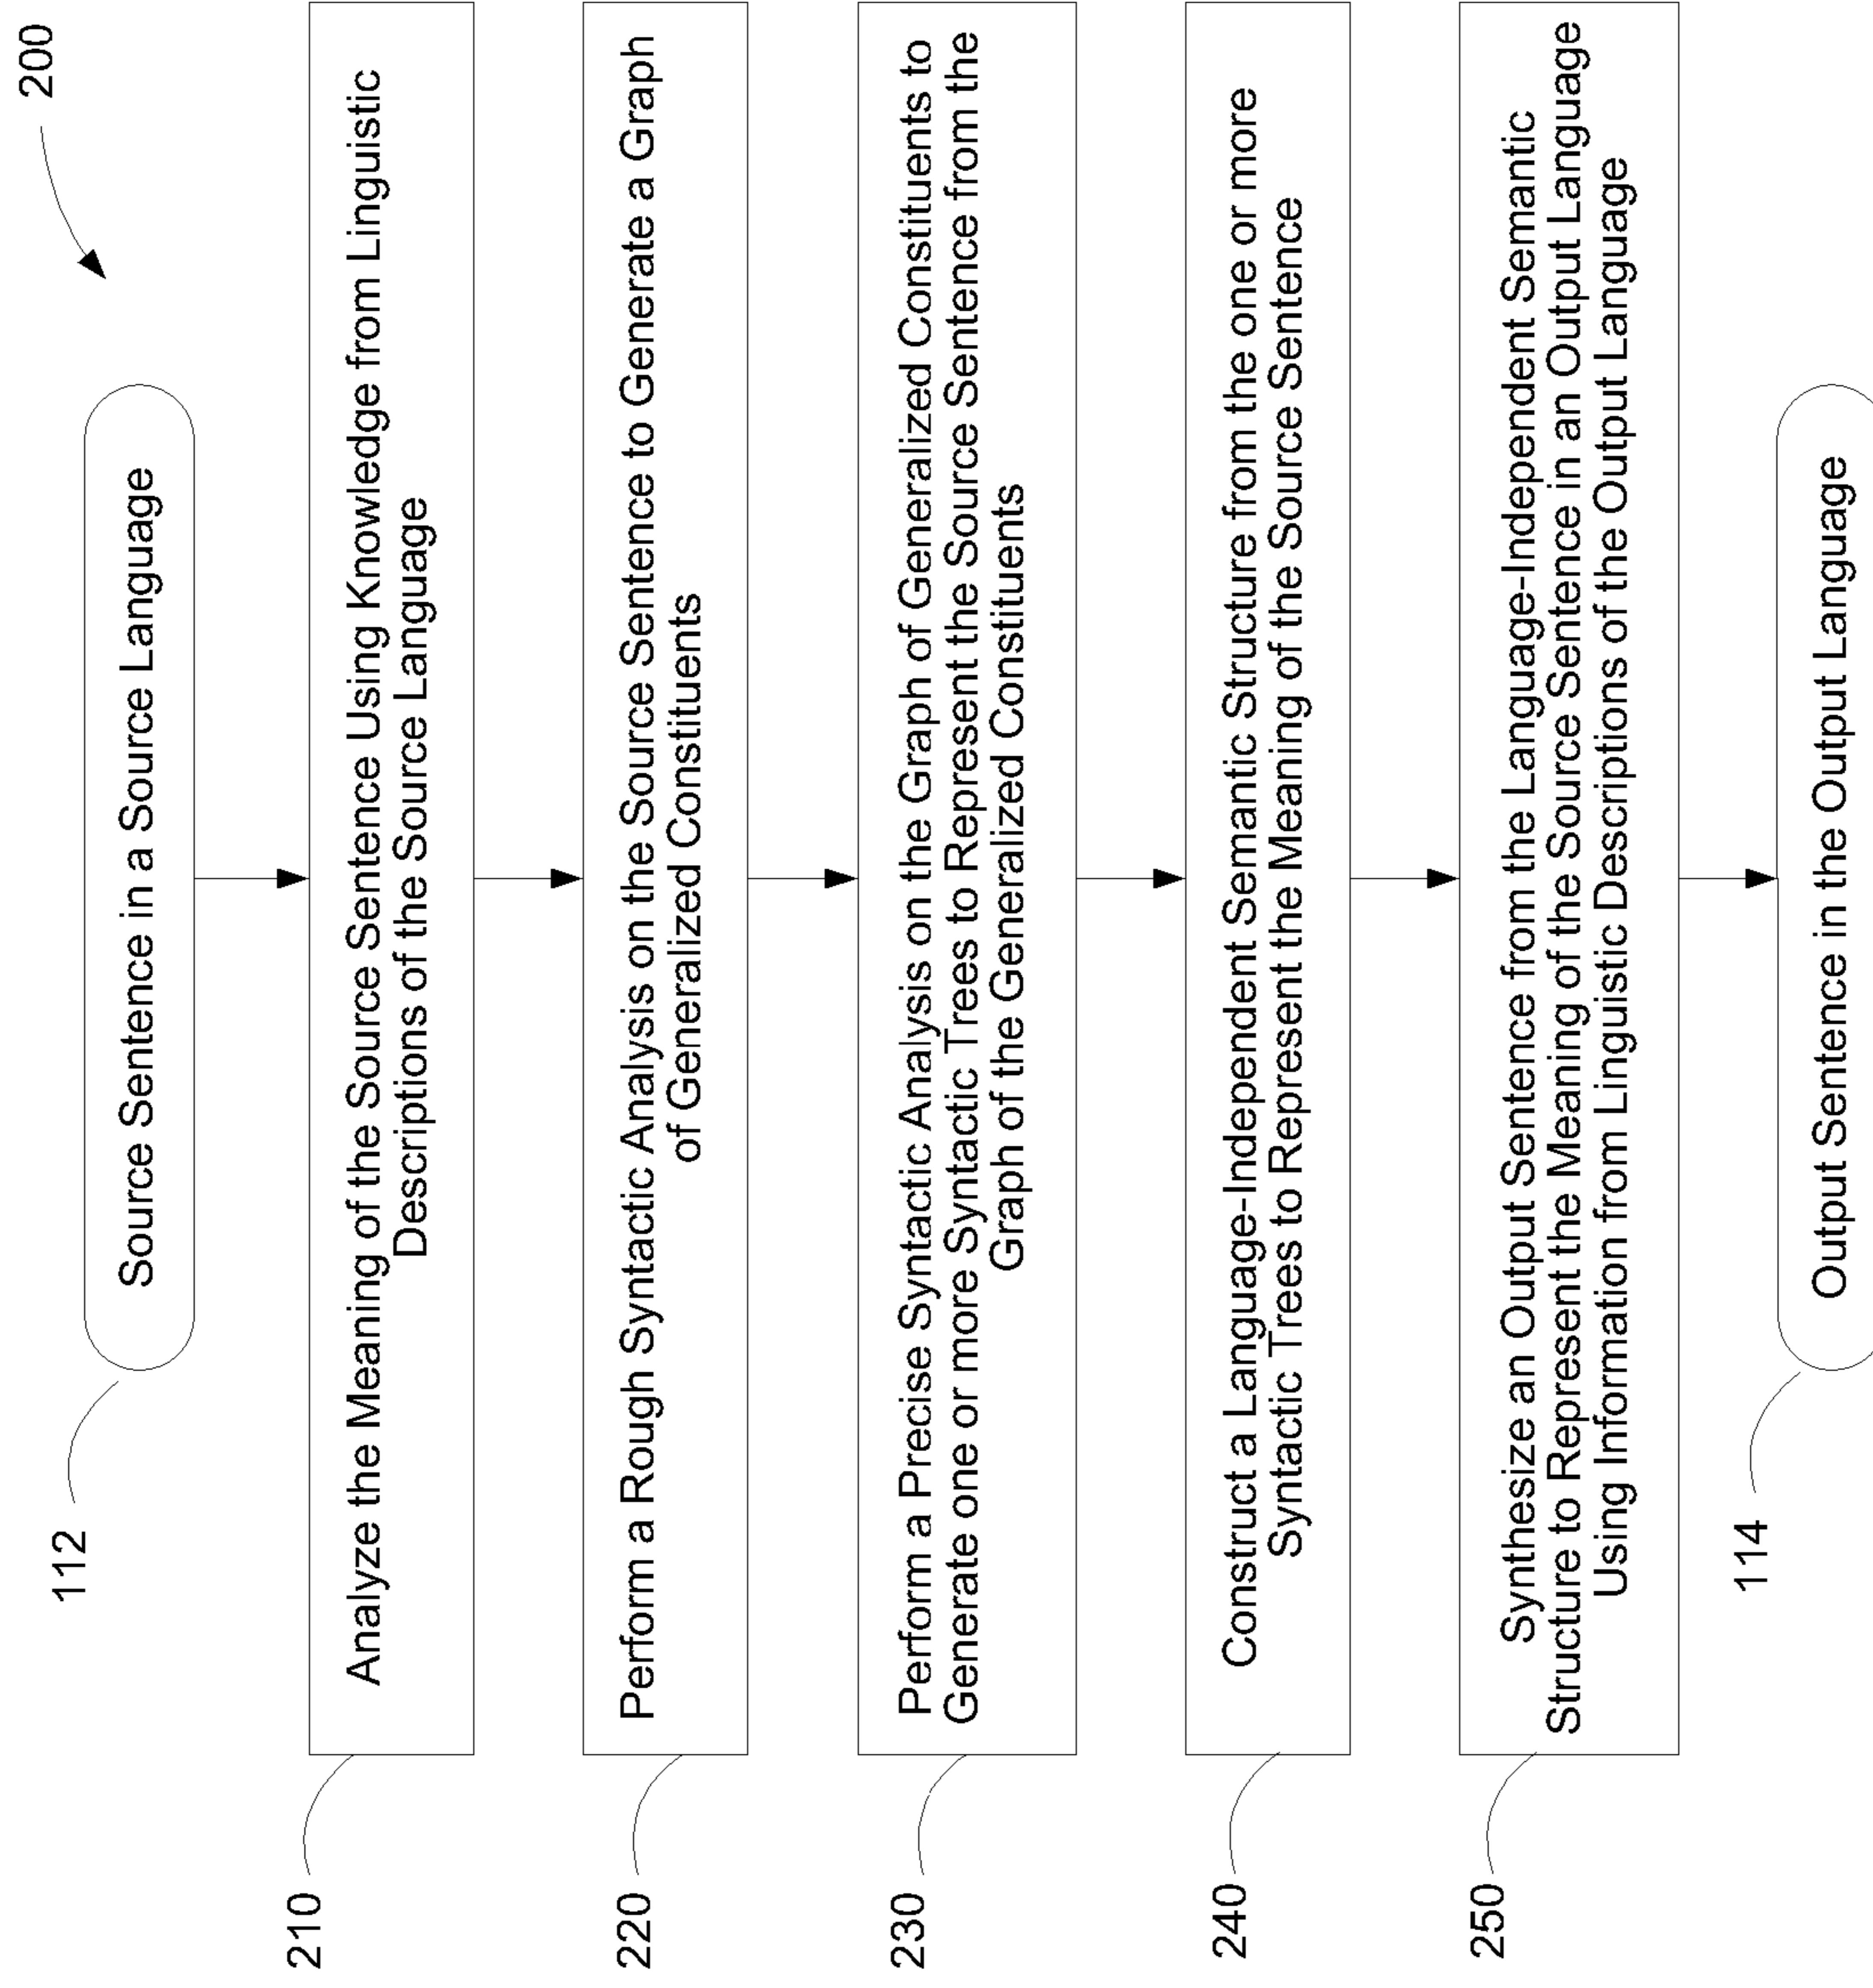 200
112
Source Sentence in a Source Language
210
Analyze the Meaning of the Source Sentence Using Knowledge from Linguistic
Descriptions of the Source Language
220
Perform a Rough Syntactic Analysis on the Source Sentence to Generate a Graph
of Generalized Constituents
230
Perform a Precise Syntactic Analysis on the Graph of Generalized Constituents to
Generate one or more Syntactic Trees to Represent the Source Sentence from the
Graph of the Generalized Constituents
240
Construct a Language-Independent Semantic Structure from the one or more
Syntactic Trees to Represent the Meaning of the Source Sentence
250
Synthesize an Output Sentence from the Language-Independent Semantic
Structure to Represent the Meaning of the Source Sentence in an Output Language
Using Information from Linguistic Descriptions of the Output Language
114
Output Sentence in the Output Language